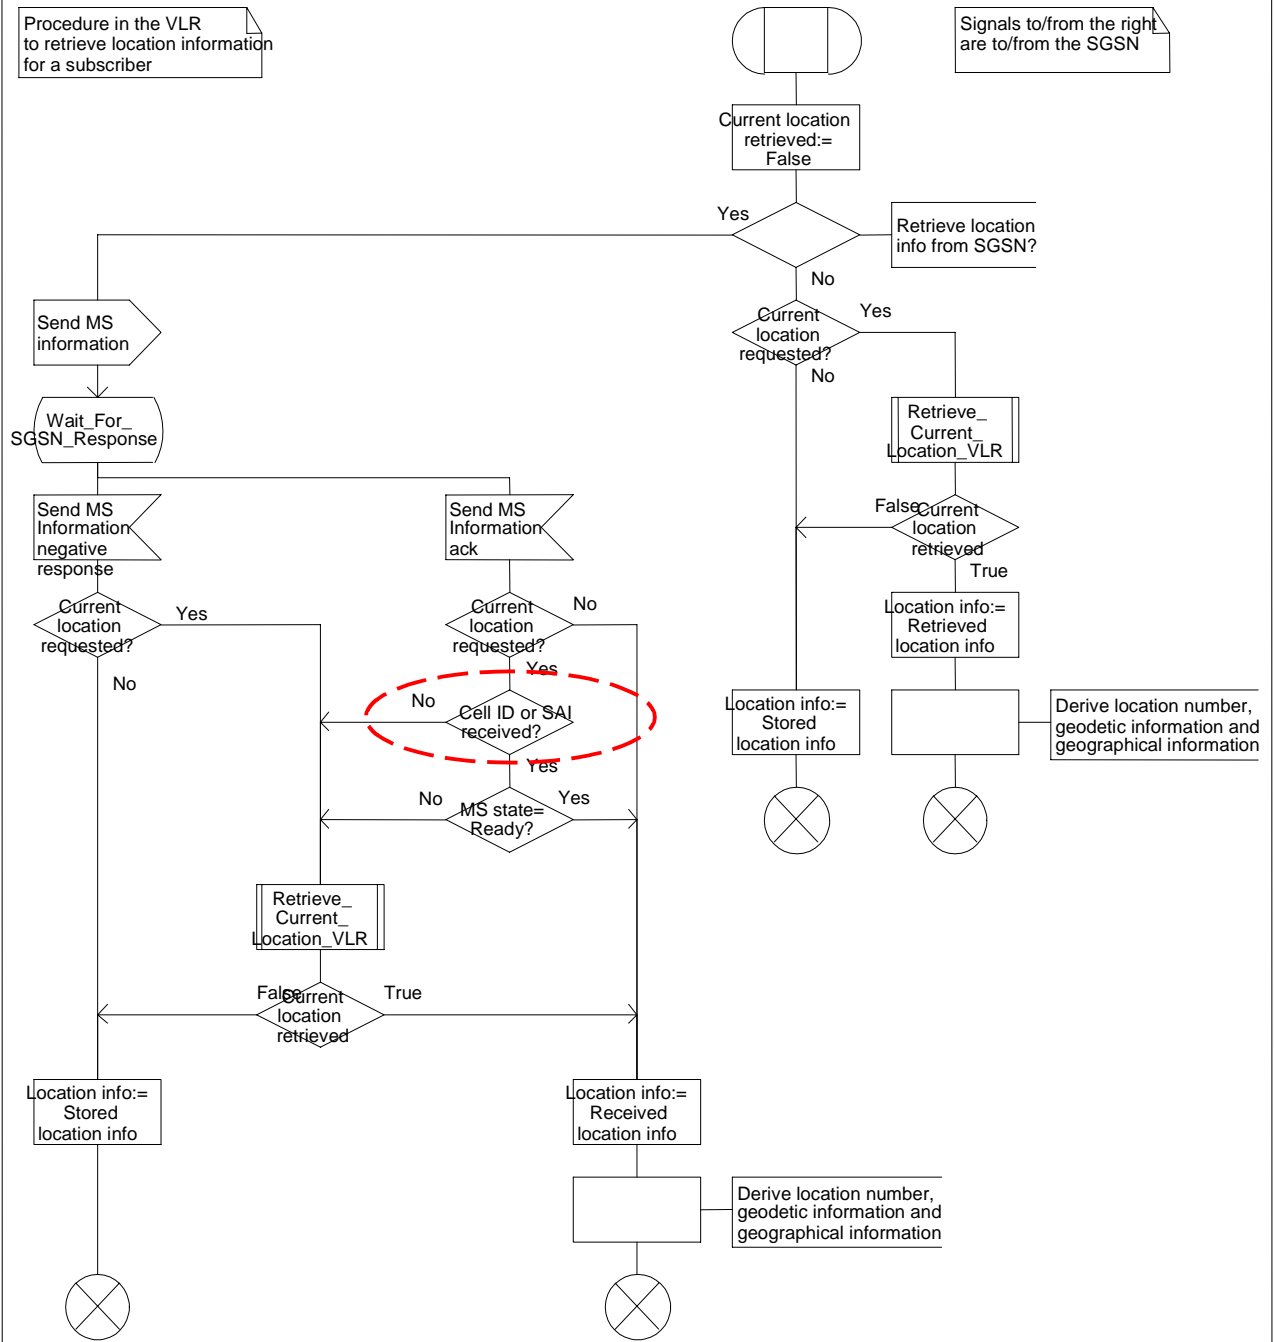 Procedure in the VLR
to retrieve location information
for a subscriber
Signals to/from the right
are to/from the SGSN
Current location
retrieved:=
False
Yes
Retrieve location
info from SGSN?
No
Current
location
requested?
Yes
No
Send MS
information
Wait_For_
SGSN_Response
Retrieve_
Current_
Location_VLR
Send MS
Information
negative
response
Send MS
Information
ack
False
Current
location
retrieved
True
Current
location
requested?
Yes
No
Current
location
requested?
No
Yes
Location info:=
Retrieved
location info
No
Cell ID or SAI
received?
Yes
Location info:=
Stored
location info
Derive location number,
geodetic information and
geographical information
No
MS state=
Ready?
Yes
Retrieve_
Current_
Location_VLR
False
Current
location
retrieved
True
Location info:=
Stored
location info
Location info:=
Received
location info
Derive location number,
geodetic information and
geographical information